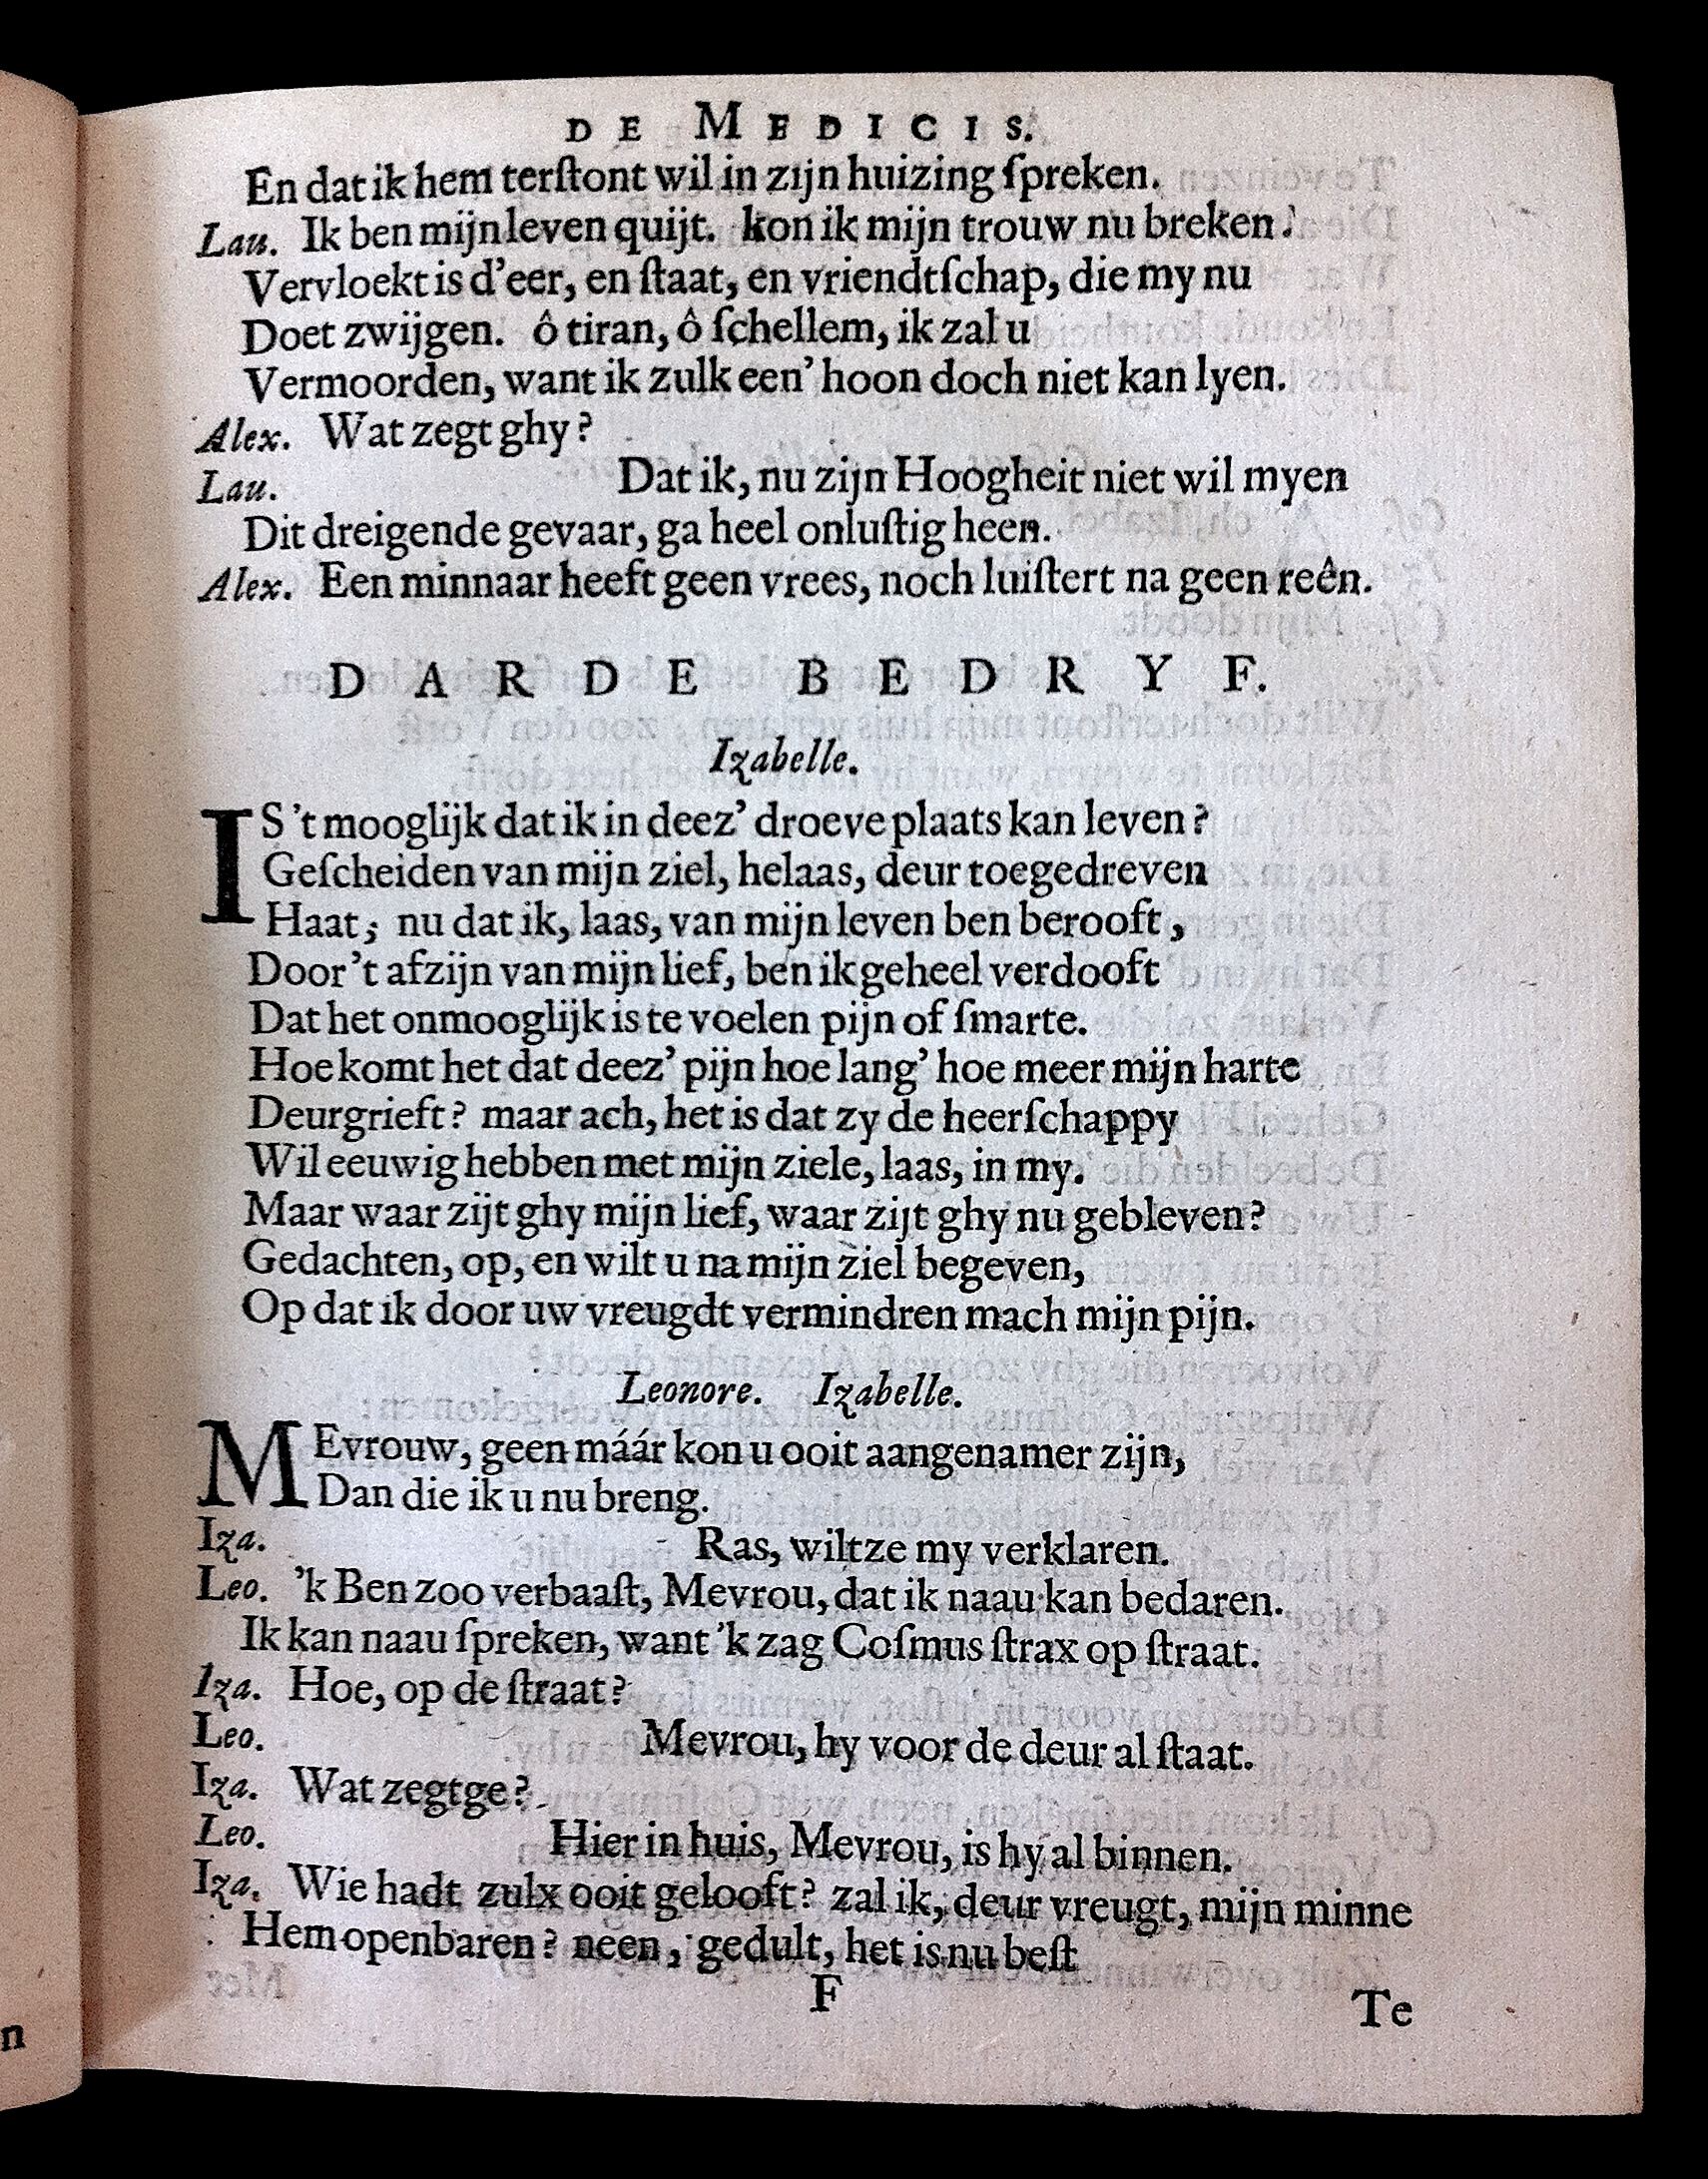 DE MEDICIS.
En dat ik hem terſtont wil in zijn huizing ſpreken.
Lau. Ik ben mijn leven quijt. kon ik mijn trouw nu breken!
Vervloekt is d'eer, en ſtaat, en vriendtſchap, die my nu
Doet zwijgen. ô tiran, ô ſchellem, ik zal u
Vermoorden, want ik zulk een' hoon doch niet kan lyen.
Alex. Wat zegt ghy?
Lau. Dat ik, nu zijn Hoogheit niet wil myen
Dit dreigende gevaar, ga heel onluſtig heen.
Alex. Een minnaar heeft geen vrees, noch luiſtert na geen reên.
DARDE BEDRYF.
Izabelle.
IS 't mooglijk dat ik in deez' droeve plaats kan leven?
Geſcheiden van mijn ziel, helaas, deur toegedreven
Haat; nu dat ik, laas, van mijn leven ben berooft,
Door 't afzijn van mijn lief, ben ik geheel verdooft
Dat het onmooglijk is te voelen pijn of ſmarte.
Hoe komt het dat deez' pijn hoe lang' hoe meer mijn harte
Deurgrieft? maar ach, het is dat zy de heerſchappy
Wil eeuwig hebben met mijn ziele, laas, in my.
Maar waar zijt ghy mijn lief, waar zijt ghy nu gebleven?
Gedachten, op, en wilt u na mijn ziel begeven,
Op dat ik door uw vreugdt vermindren mach mijn pijn.
Leonore. Izabelle.
MEvrouw, geen máár kon u ooit aangenamer zijn,
Dan die ik u nu breng.
Iza. Ras, wiltze my verklaren.
Leo. 'k Ben zoo verbaaſt, Mevrou, dat ik naau kan bedaren.
Ik kan naau ſpreken, want 'k zag Coſmus ſtrax op ſtraat.
Iza. Hoe, op de ſtraat?
Leo. Mevrou, hy voor de deur al ſtaat.
Iza. Wat zegtge?
Leo. Hier in huis, Mevrou, is hy al binnen.
Iza. Wie hadt zulx ooit gelooft? zal ik, deur vreugt, mijn minne
Hem openbaren? neen, gedult, het is nu beſt
F
Te
n